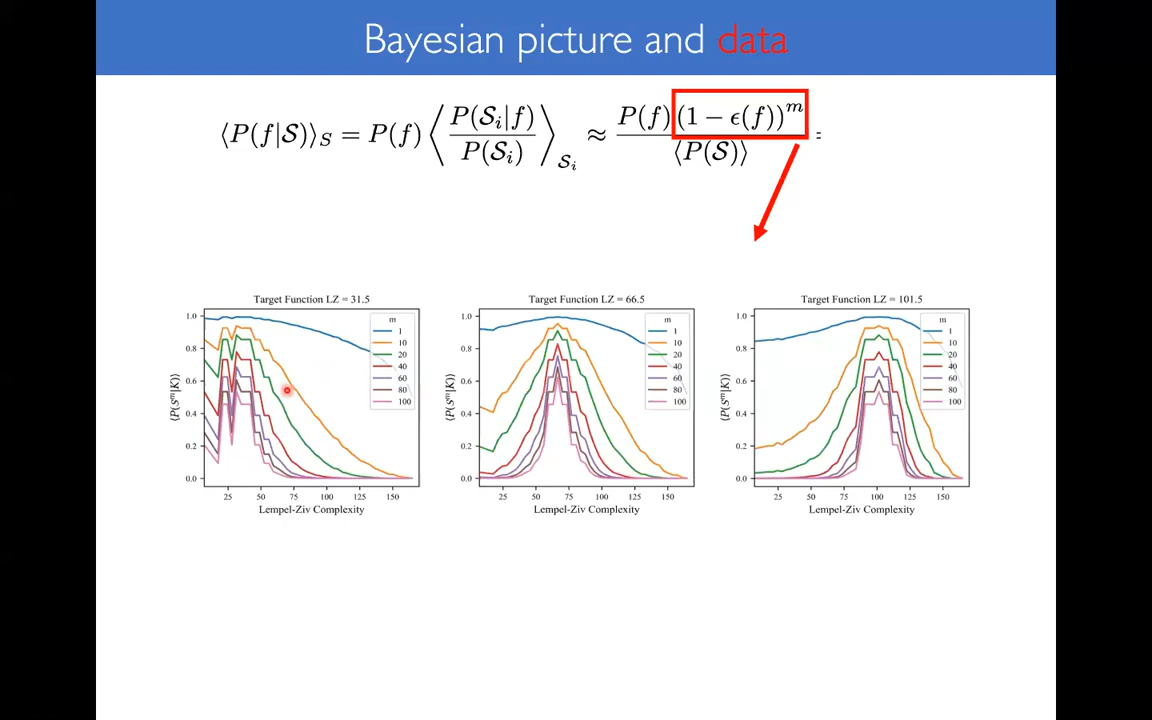 Bayesian picture and data
⟨P(f|𝒮)⟩_S = P(f) ⟨ P(𝒮_i|f) / P(𝒮_i) ⟩_{𝒮_i} ≈ P(f)(1 − ϵ(f))^m / ⟨P(𝒮)⟩ =
Target Function LZ = 31.5
1.0
0.8
0.6
0.4
0.2
0.0
⟨P(S^m|K)⟩
m
1
10
20
40
60
80
100
25 50 75 100 125 150
Lempel-Ziv Complexity
Target Function LZ = 66.5
1.0
0.8
0.6
0.4
0.2
0.0
⟨P(S^m|K)⟩
m
1
10
20
40
60
80
100
25 50 75 100 125 150
Lempel-Ziv Complexity
Target Function LZ = 101.5
1.0
0.8
0.6
0.4
0.2
0.0
⟨P(S^m|K)⟩
m
1
10
20
40
60
80
100
25 50 75 100 125 150
Lempel-Ziv Complexity